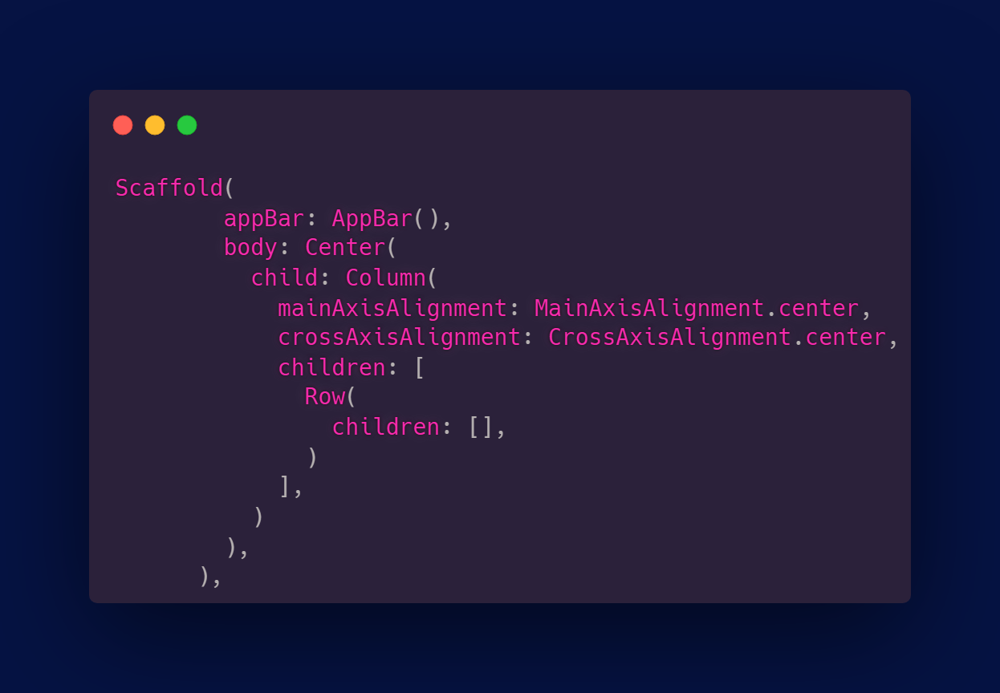 Scaffold(
        appBar: AppBar(),
        body: Center(
          child: Column(
            mainAxisAlignment: MainAxisAlignment.center,
            crossAxisAlignment: CrossAxisAlignment.center,
            children: [
              Row(
                children: [],
              )
            ],
          )
        ),
      ),